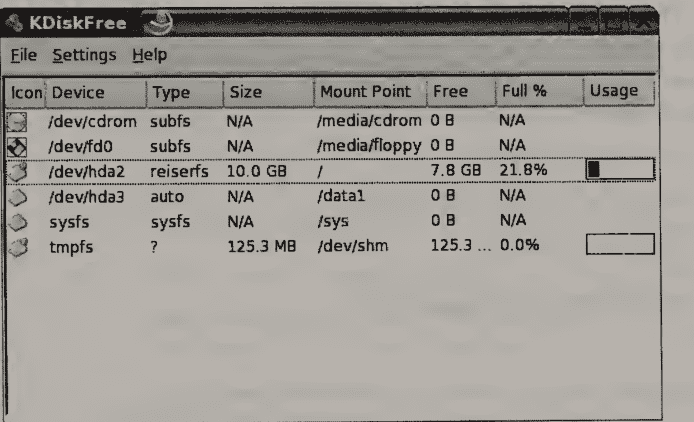 KDiskFree
File Settings Help
Icon Device Type Size Mount Point Free Full % Usage
/dev/cdrom subfs N/A /media/cdrom 0 B N/A
/dev/fd0 subfs N/A /media/floppy 0 B N/A
/dev/hda2 reiserfs 10.0 GB / 7.8 GB 21.8%
/dev/hda3 auto N/A /data1 0 B N/A
sysfs sysfs N/A /sys 0 B N/A
tmpfs ? 125.3 MB /dev/shm 125.3 ... 0.0%